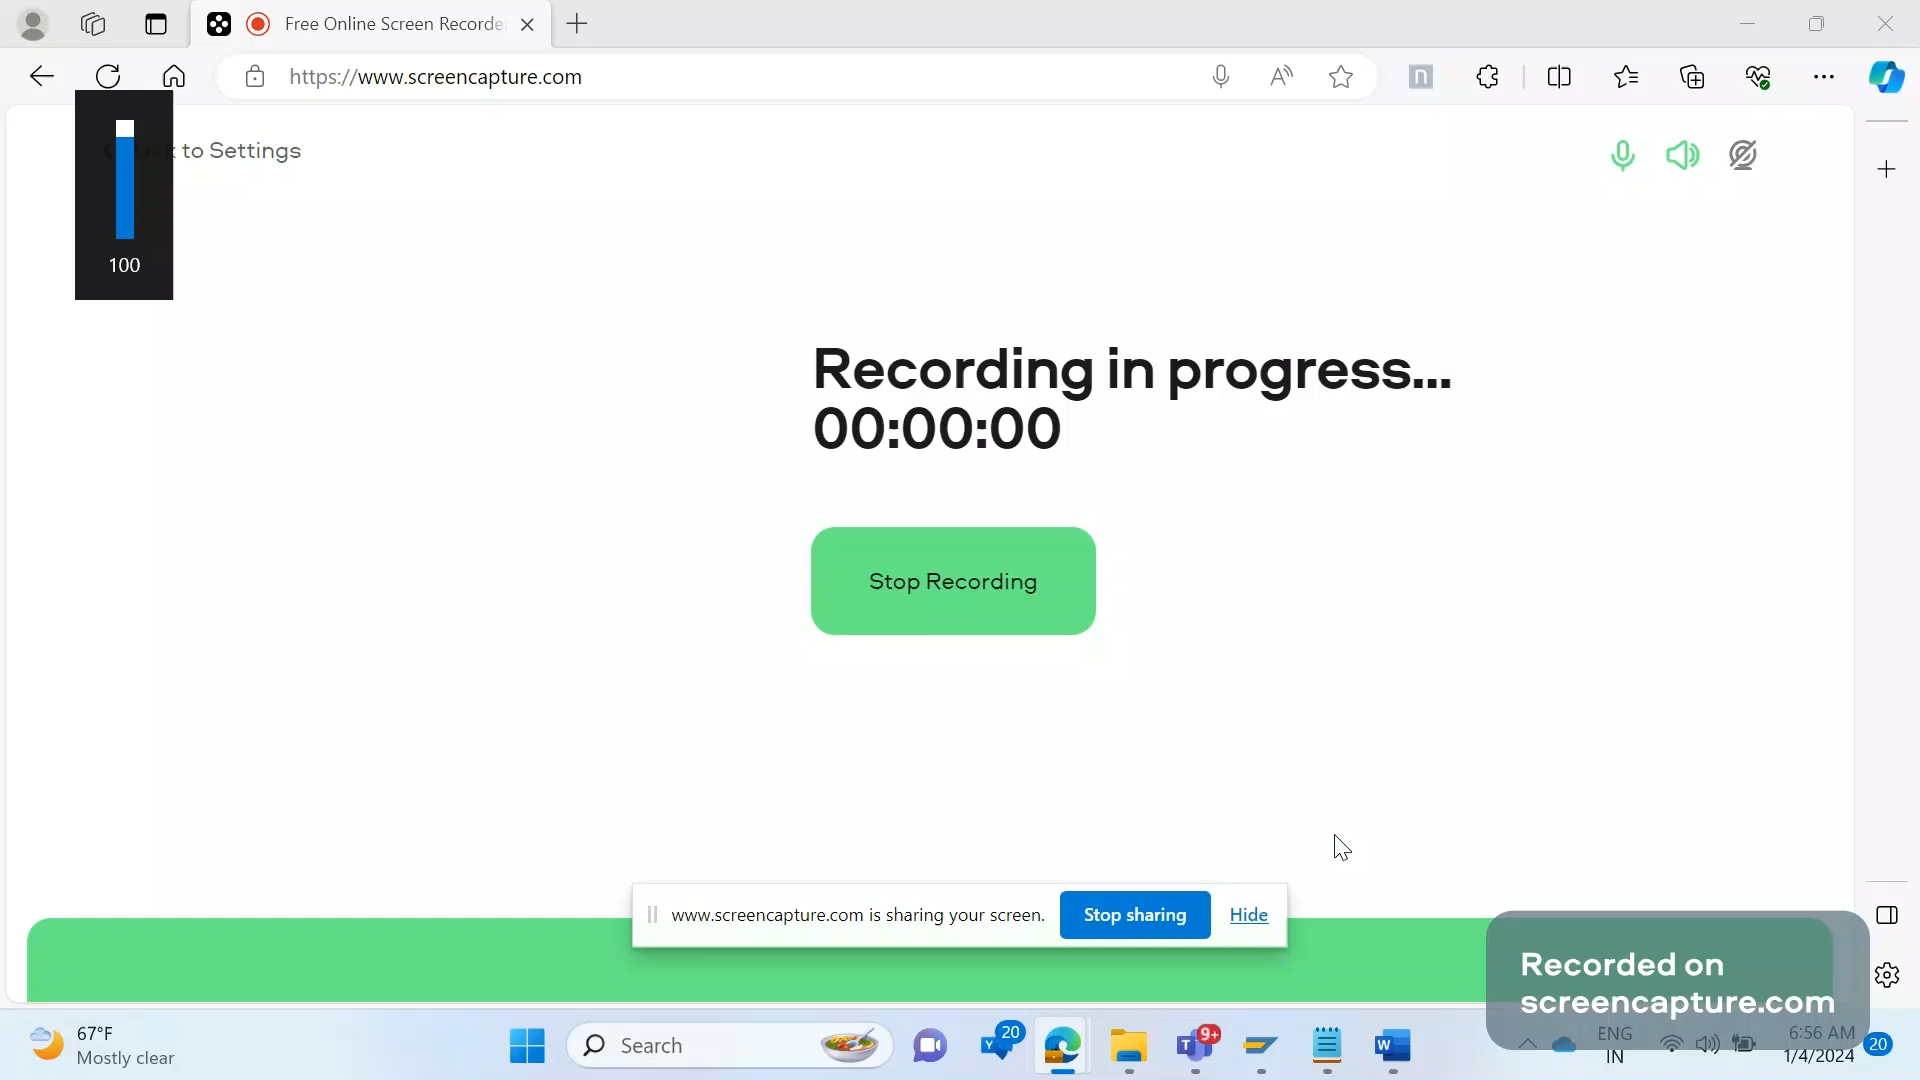 Free Online Screen Recorde
https://www.screencapture.com
to Settings
100
Recording in progress...
00:00:00
Stop Recording
www.screencapture.com is sharing your screen.
Stop sharing
Hide
Recorded on
screencapture.com
67°F
Mostly clear
Search
20
9+
ENG
IN
6:56 AM
1/4/2024
20